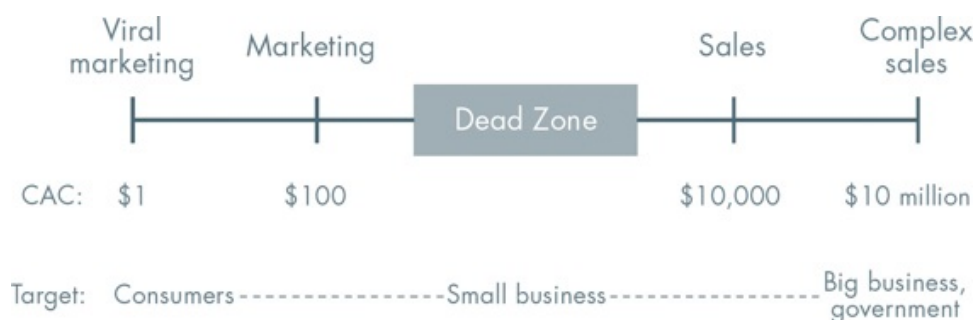 Viral
marketing
Marketing
Sales
Complex
sales
Dead Zone
CAC: $1 $100 $10,000 $10 million
Target: Consumers Small business Big business,
government